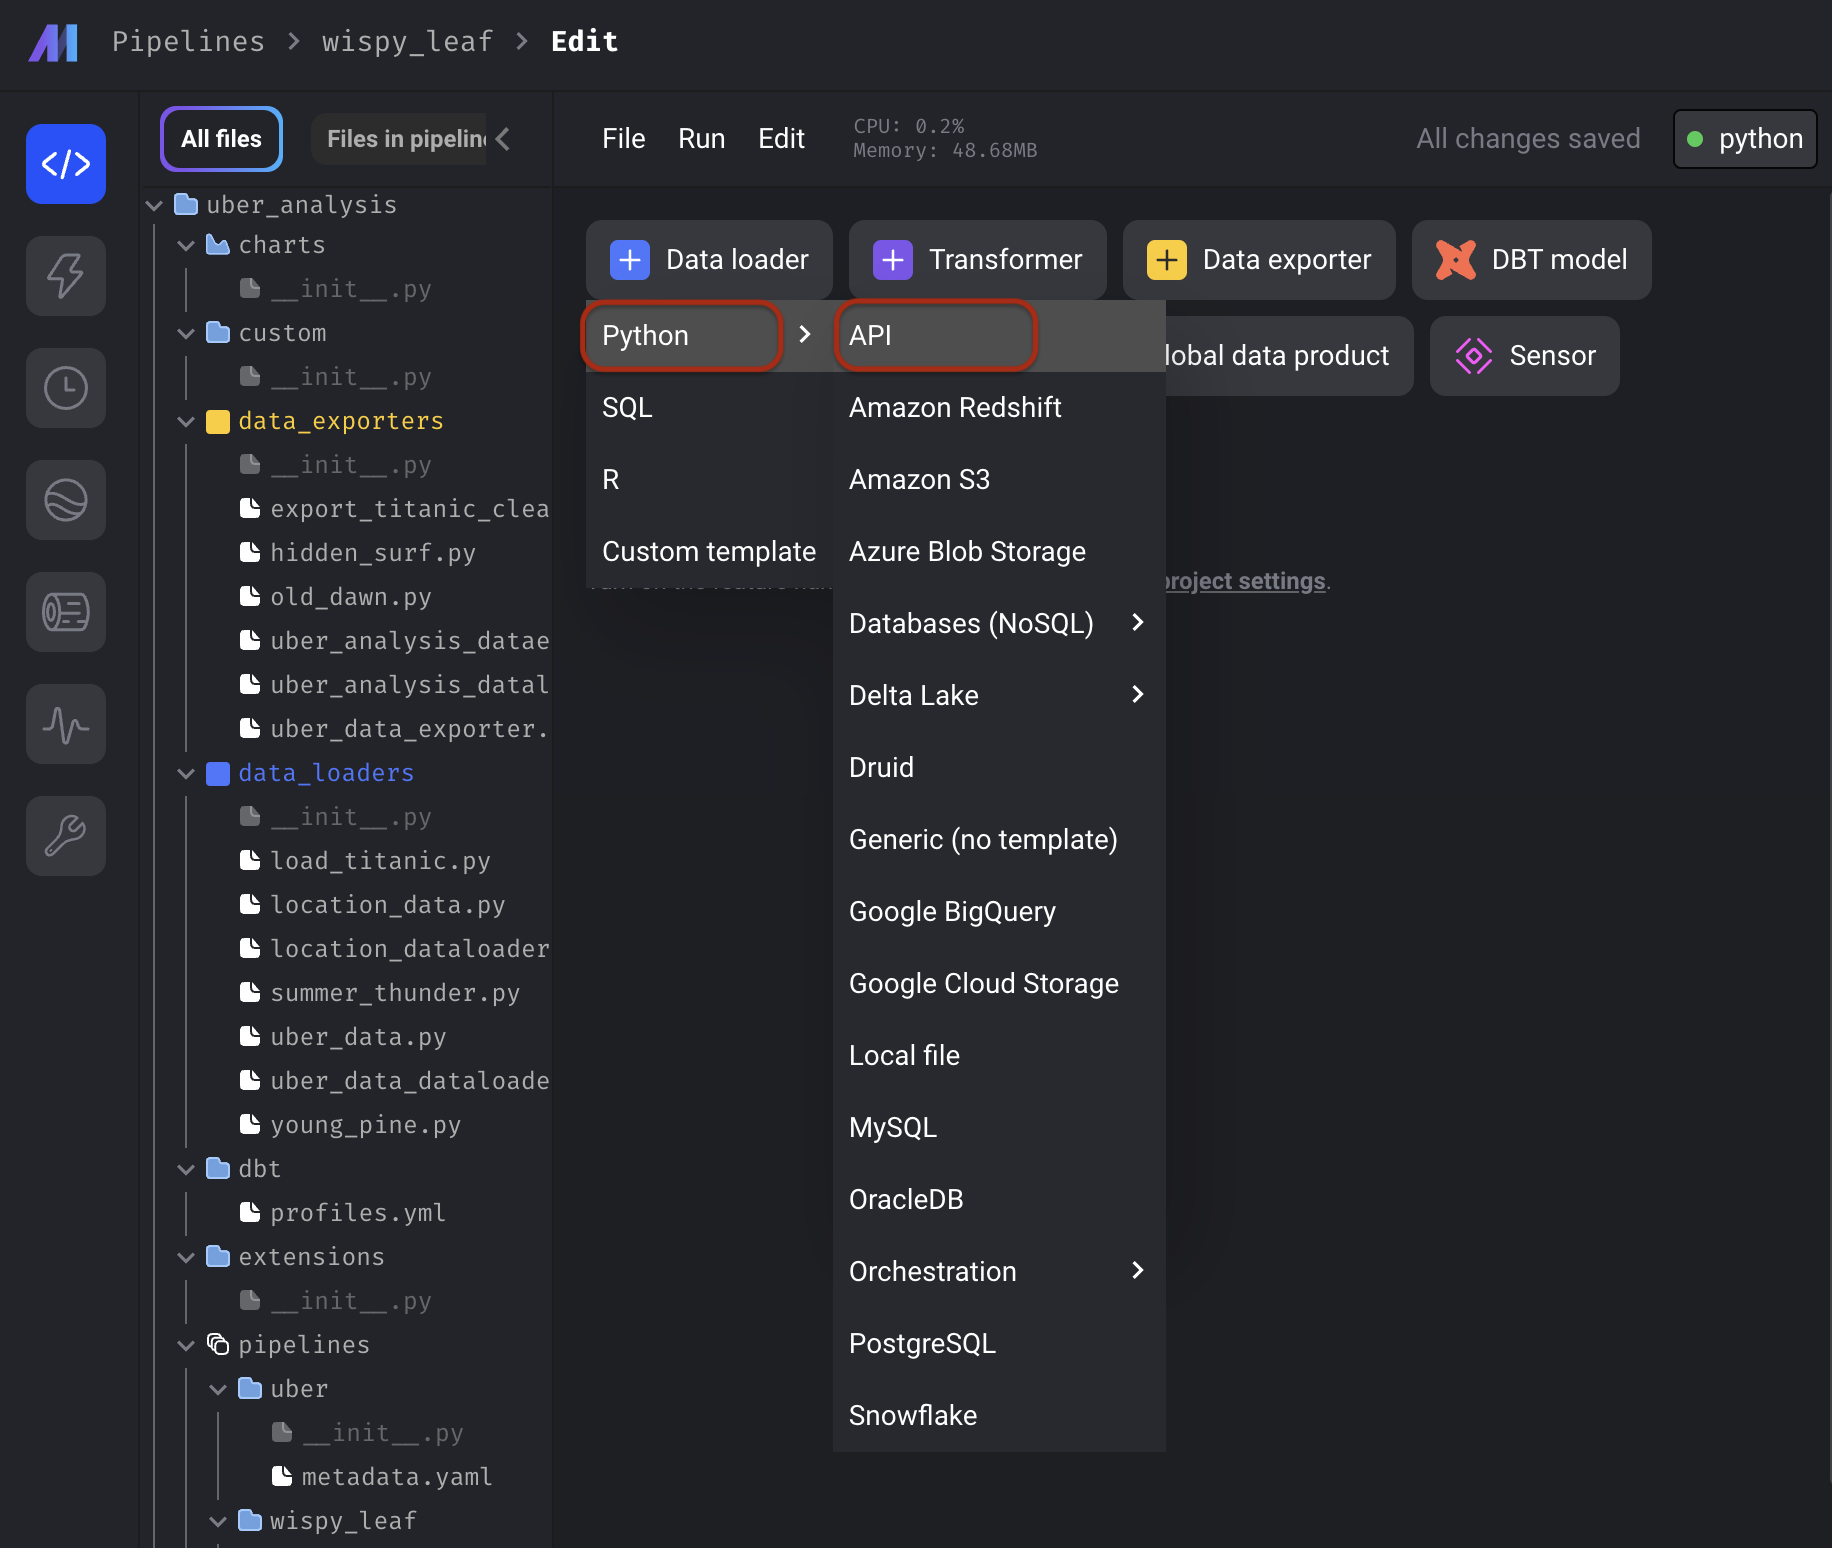 Pipelines > wispy_leaf > Edit
All files
Files in pipeline
File Run Edit
CPU: 0.2%
Memory: 48.68MB
All changes saved
python
uber_analysis
charts
__init__.py
custom
__init__.py
data_exporters
__init__.py
export_titanic_clea
hidden_surf.py
old_dawn.py
uber_analysis_datae
uber_analysis_datal
uber_data_exporter.
data_loaders
__init__.py
load_titanic.py
location_data.py
location_dataloader
summer_thunder.py
uber_data.py
uber_data_dataloade
young_pine.py
dbt
profiles.yml
extensions
__init__.py
pipelines
uber
__init__.py
metadata.yaml
wispy_leaf
Data loader
Transformer
Data exporter
DBT model
lobal data product
Sensor
Python
SQL
R
Custom template
API
Amazon Redshift
Amazon S3
Azure Blob Storage
Databases (NoSQL)
Delta Lake
Druid
Generic (no template)
Google BigQuery
Google Cloud Storage
Local file
MySQL
OracleDB
Orchestration
PostgreSQL
Snowflake
project settings.